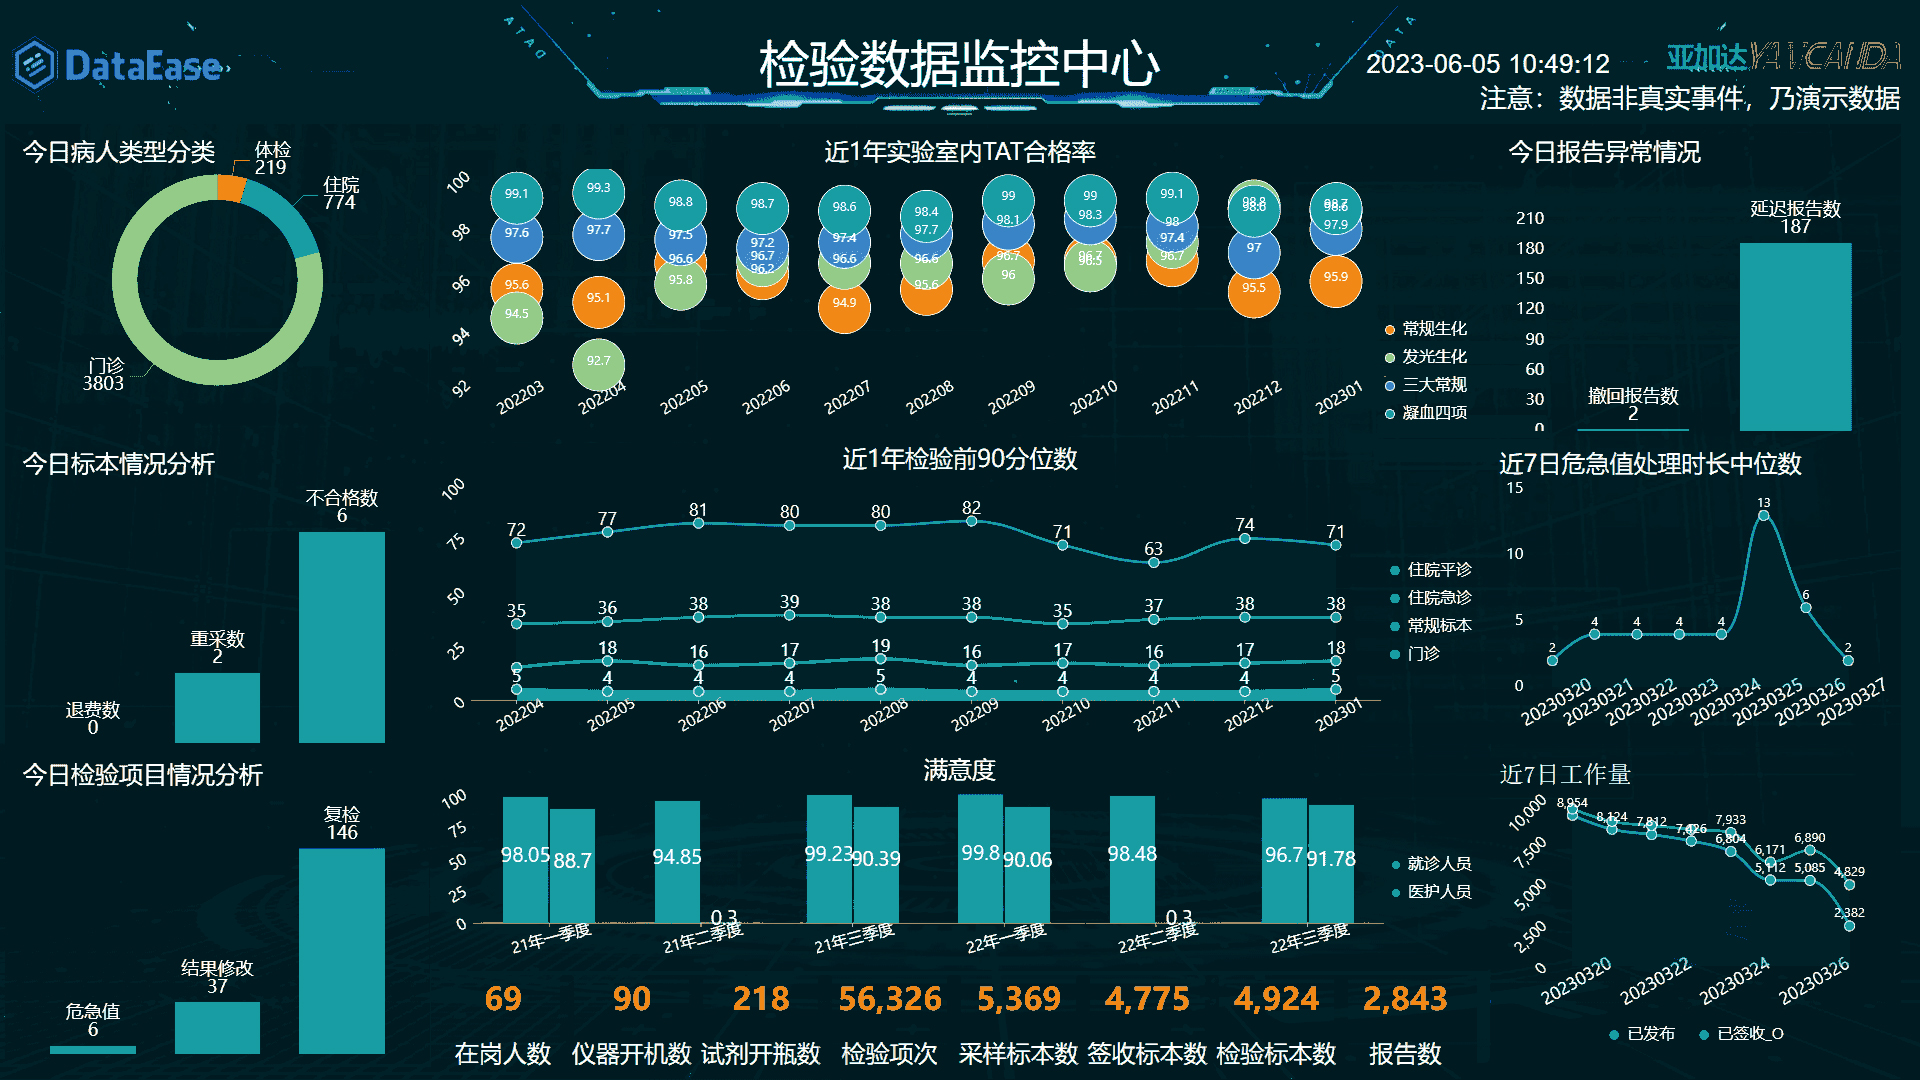 DataEase
检验数据监控中心
2023-06-05 10:49:12
亚加达
注意：数据非真实事件，乃演示数据
今日病人类型分类
体检
219
住院
774
门诊
3803
近1年实验室内TAT合格率
100
98
96
94
92
99.1 99.3 98.8 98.7 98.6 98.4 99 99 99.1 98.8
97.6 97.7 97.5 97.2 97.4 97.7 98.1 98.3 98 97 97.9
95.6 95.1 96.6 96.7 96.6 96.6 96.7 96.7 97.4 95.5 95.9
94.5 92.7 95.8 96.2 94.9 95.6 96 96.5 96.7
202203 202204 202205 202206 202207 202208 202209 202210 202211 202212 202301
常规生化
发光生化
三大常规
凝血四项
今日报告异常情况
210
180
150
120
90
60
30
0
撤回报告数
2
延迟报告数
187
今日标本情况分析
退费数
0
重采数
2
不合格数
6
近1年检验前90分位数
100
75
50
25
0
72 77 81 80 80 82 71 63 74 71
35 36 38 39 38 38 35 37 38 38
18 16 17 19 16 17 16 17 18
5 4 4 4 5 4 4 4 4 5
202204 202205 202206 202207 202208 202209 202210 202211 202212 202301
住院平诊
住院急诊
常规标本
门诊
近7日危急值处理时长中位数
15
10
5
0
2 4 4 4 4 13 6 2
20230320 20230321 20230322 20230323 20230324 20230325 20230326 20230327
今日检验项目情况分析
危急值
6
结果修改
37
复检
146
满意度
100
75
50
25
0
98.05 88.7 94.85 0.3 99.23 90.39 99.8 90.06 98.48 0.3 96.7 91.78
21年一季度 21年二季度 21年三季度 22年一季度 22年二季度 22年三季度
就诊人员
医护人员
近7日工作量
10,000
7,500
5,000
2,500
0
8,954 8,124 7,812 7,426 7,933 6,171 6,890 4,829
6,804 5,112 5,085 2,382
20230320 20230322 20230324 20230326
已发布 已签收_O
69 90 218 56,326 5,369 4,775 4,924 2,843
在岗人数 仪器开机数 试剂开瓶数 检验项次 采样标本数 签收标本数 检验标本数 报告数